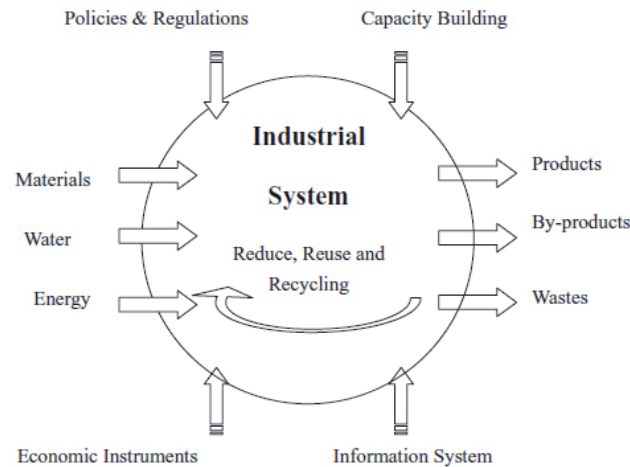 Policies & Regulations
Capacity Building
Industrial
System
Materials
Water
Energy
Reduce, Reuse and
Recycling
Products
By-products
Wastes
Economic Instruments
Information System